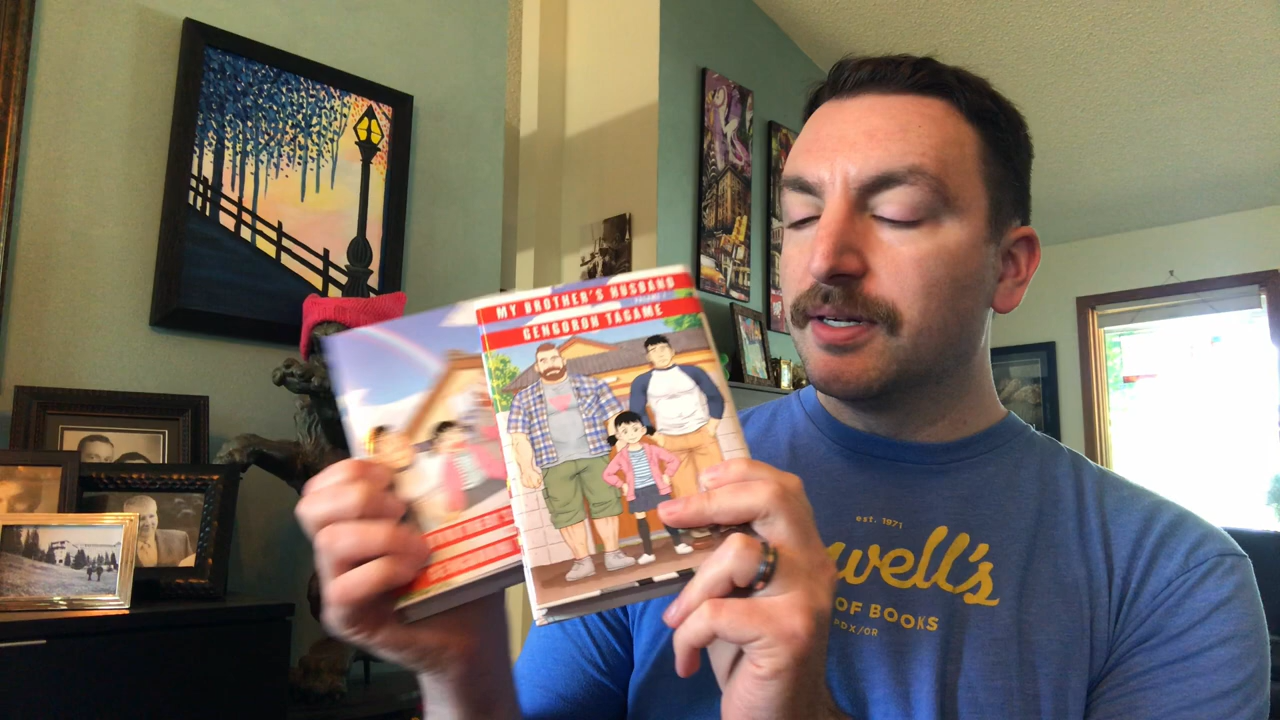 MY BROTHER'S HUSBAND
GENGOROH TAGAME
est. 1971
well's
OF BOOKS
PDX/OR